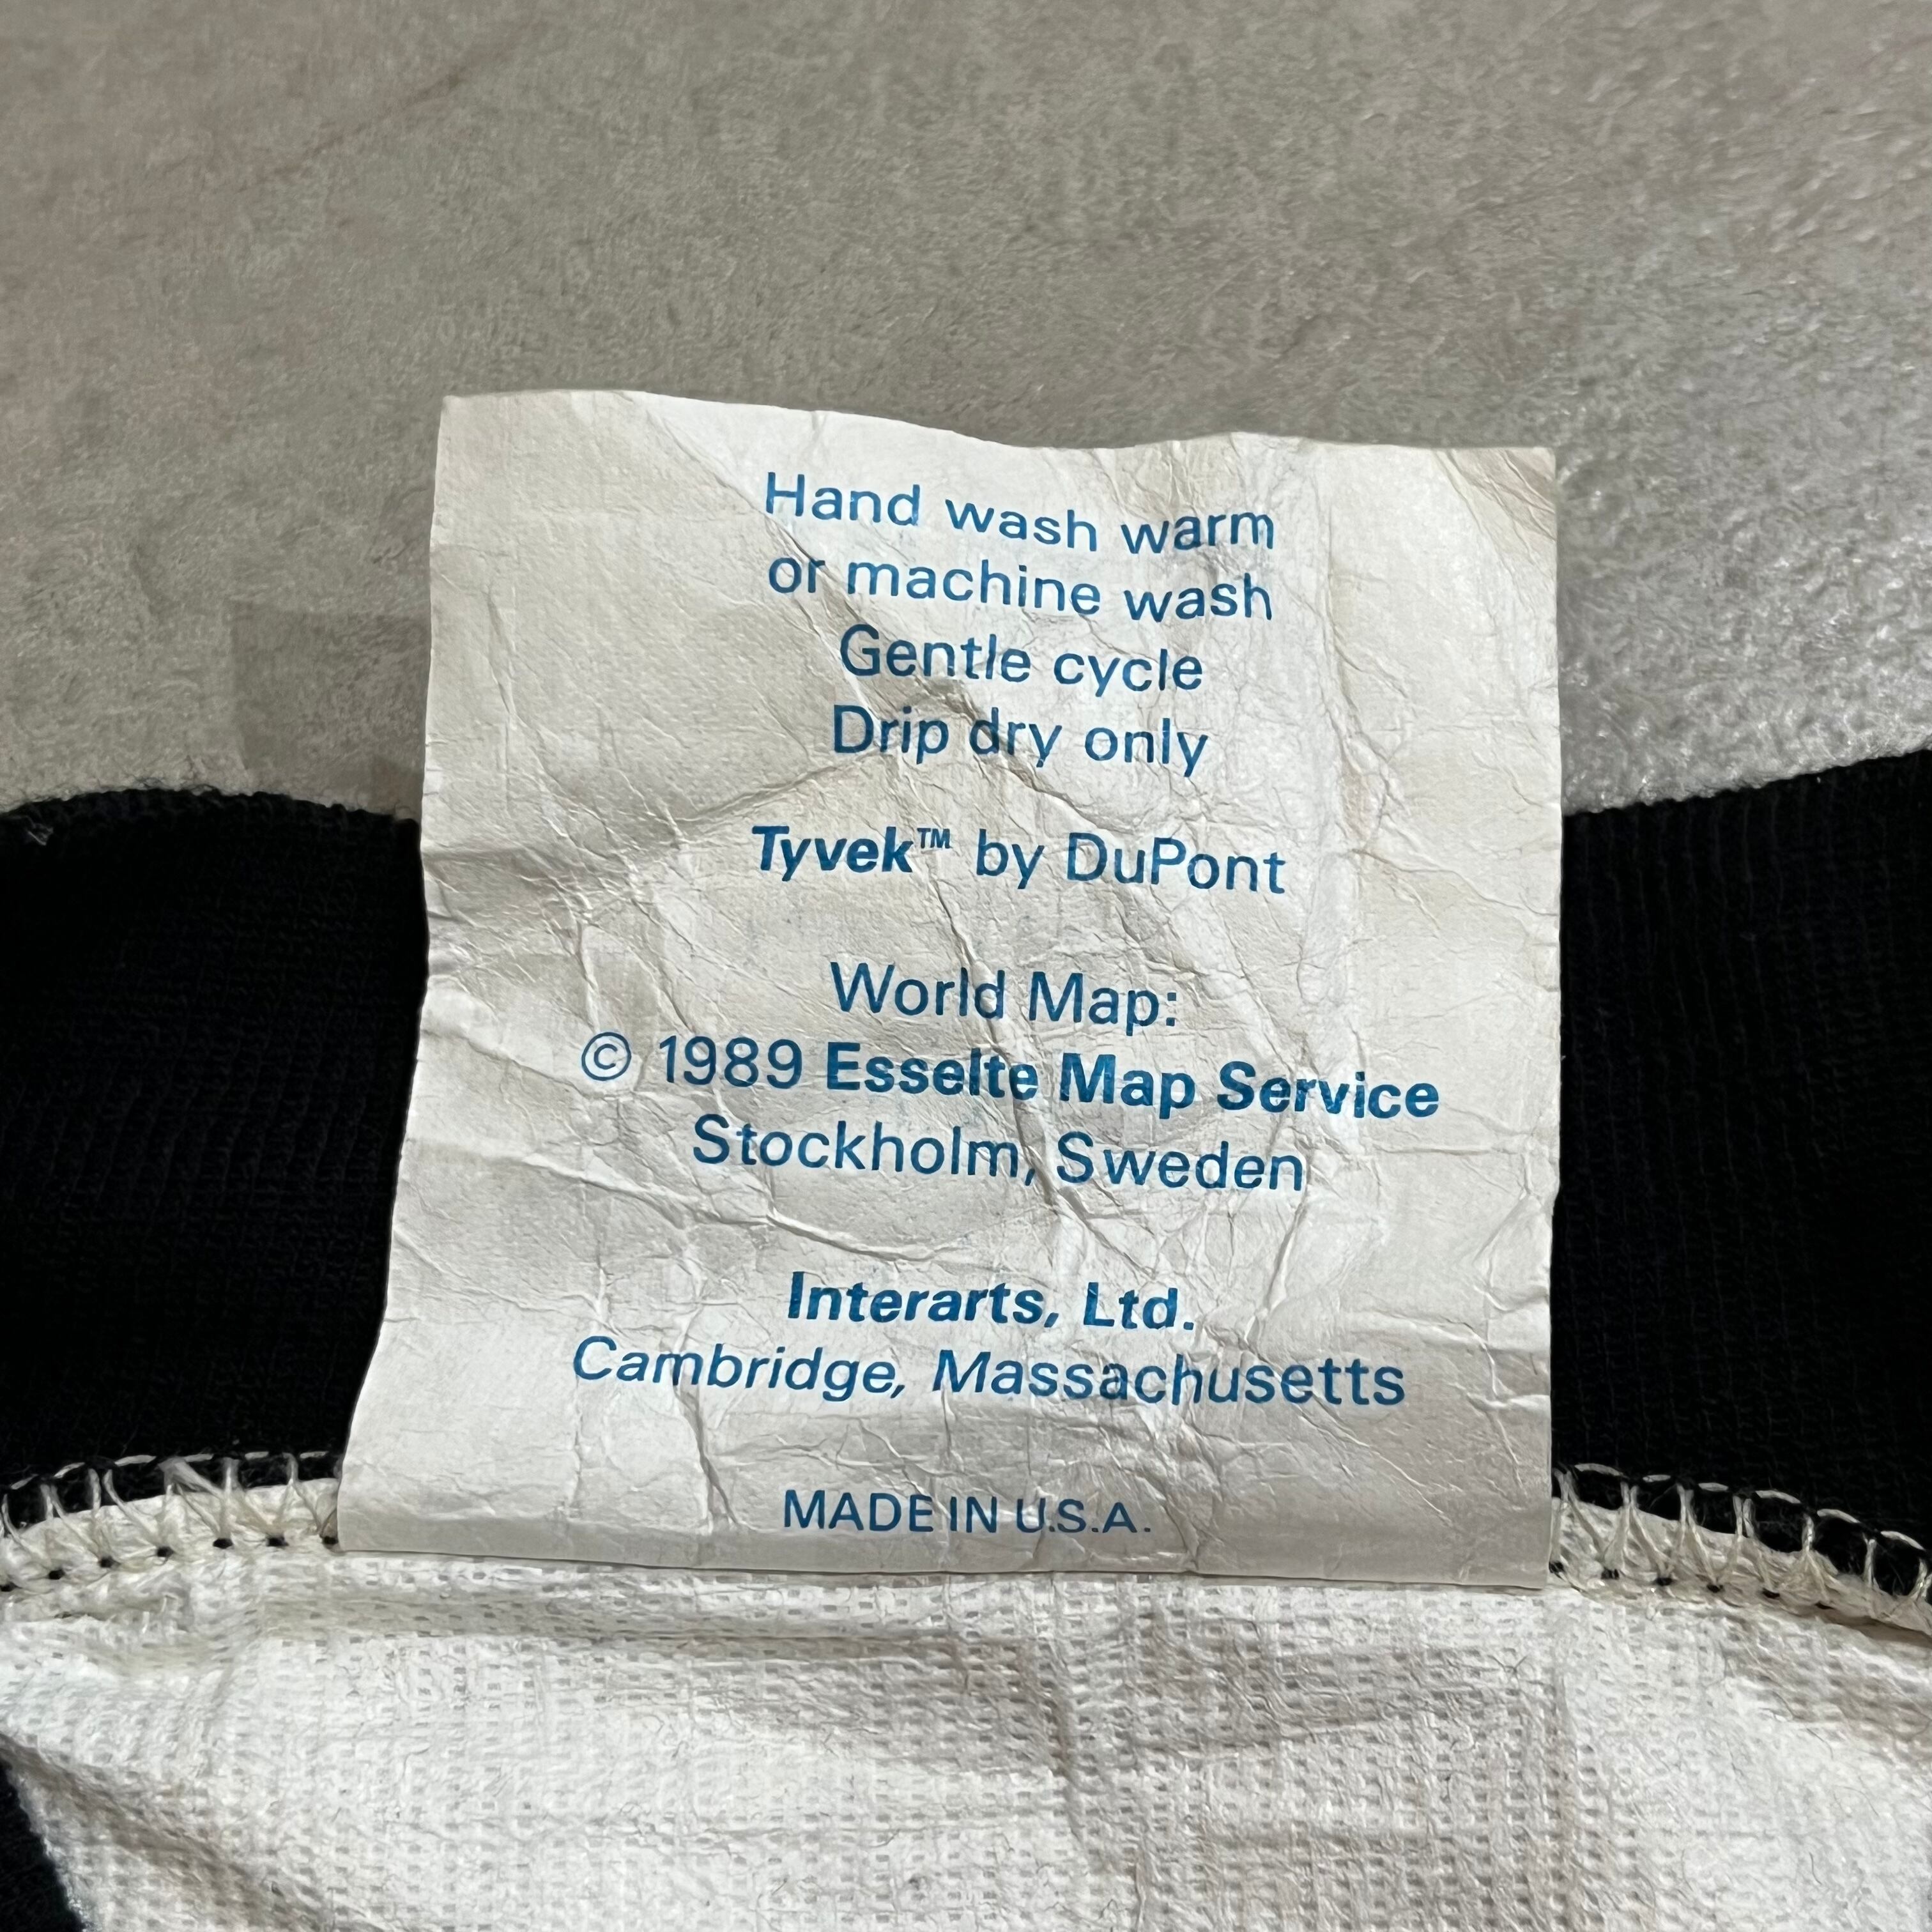 Hand wash warm
or machine wash
Gentle cycle
Drip dry only
Tyvek™ by DuPont
World Map:
© 1989 Esselte Map Service
Stockholm, Sweden
Interarts, Ltd.
Cambridge, Massachusetts
MADE IN U.S.A.